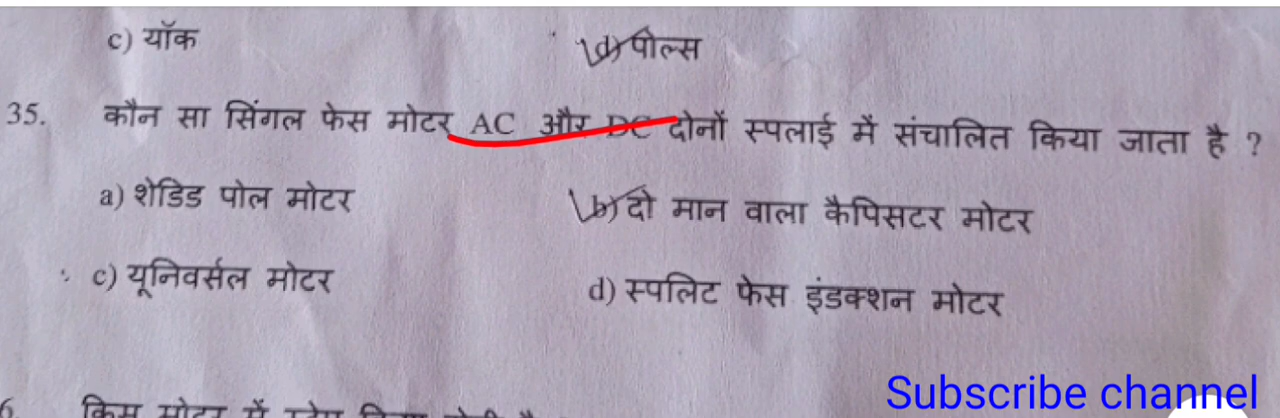 c) यॉक d) पोल्स
35. कौन सा सिंगल फेस मोटर AC और DC दोनों स्पलाई में संचालित किया जाता है ?
a) शेडिड पोल मोटर b) दो मान वाला कैपिसटर मोटर
c) यूनिवर्सल मोटर d) स्पलिट फेस इंडक्शन मोटर
Subscribe channel
किस मोटर में